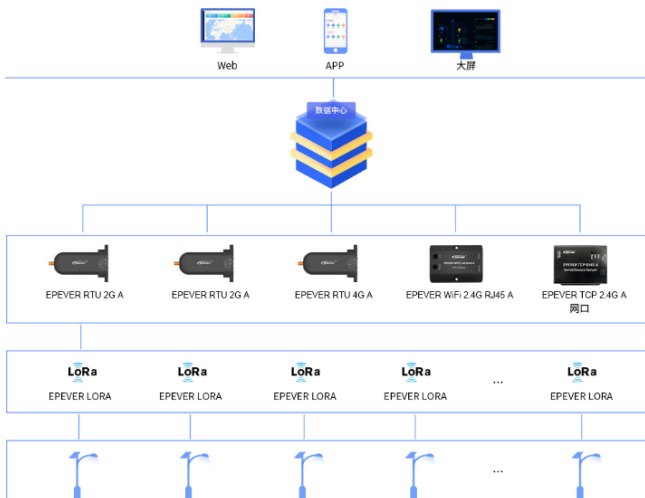 Web
APP
大屏
数据中心
EPEVER RTU 2G A
EPEVER RTU 2G A
EPEVER RTU 4G A
EPEVER WiFi 2.4G RJ45 A
EPEVER TCP 2.4G A
网口
LoRa
LoRa
LoRa
LoRa
LoRa
EPEVER LORA
EPEVER LORA
EPEVER LORA
EPEVER LORA
...
EPEVER LORA
...